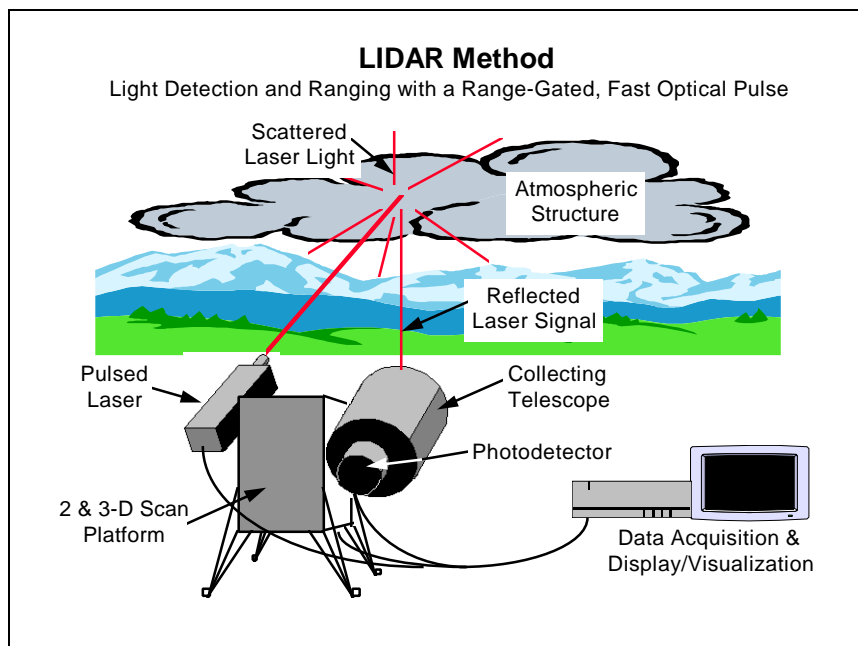 LIDAR Method
Light Detection and Ranging with a Range-Gated, Fast Optical Pulse
Scattered
Laser Light
Atmospheric
Structure
Reflected
Laser Signal
Pulsed
Laser
Collecting
Telescope
Photodetector
2 & 3-D Scan
Platform
Data Acquisition &
Display/Visualization